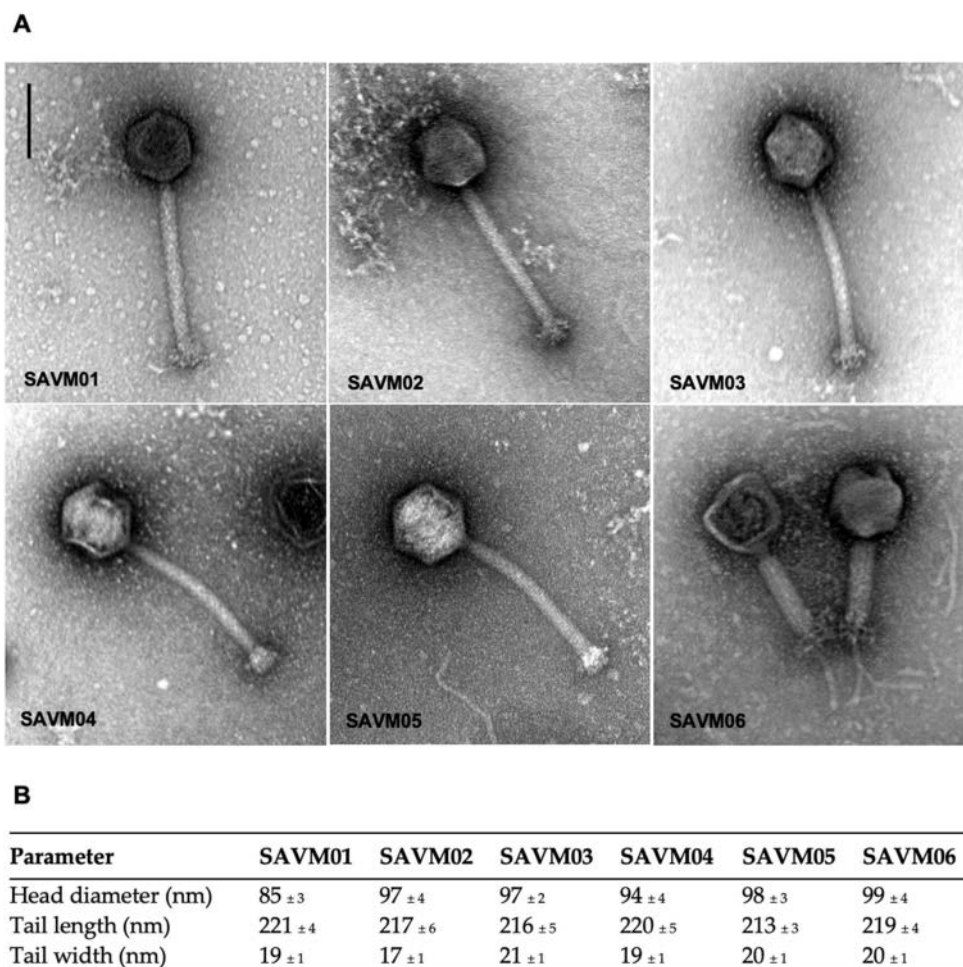 A
SAVM01
SAVM02
SAVM03
SAVM04
SAVM05
SAVM06
B
Parameter SAVM01 SAVM02 SAVM03 SAVM04 SAVM05 SAVM06
Head diameter (nm) 85 ±3 97 ±4 97 ±2 94 ±4 98 ±3 99 ±4
Tail length (nm) 221 ±4 217 ±6 216 ±5 220 ±5 213 ±3 219 ±4
Tail width (nm) 19 ±1 17 ±1 21 ±1 19 ±1 20 ±1 20 ±1